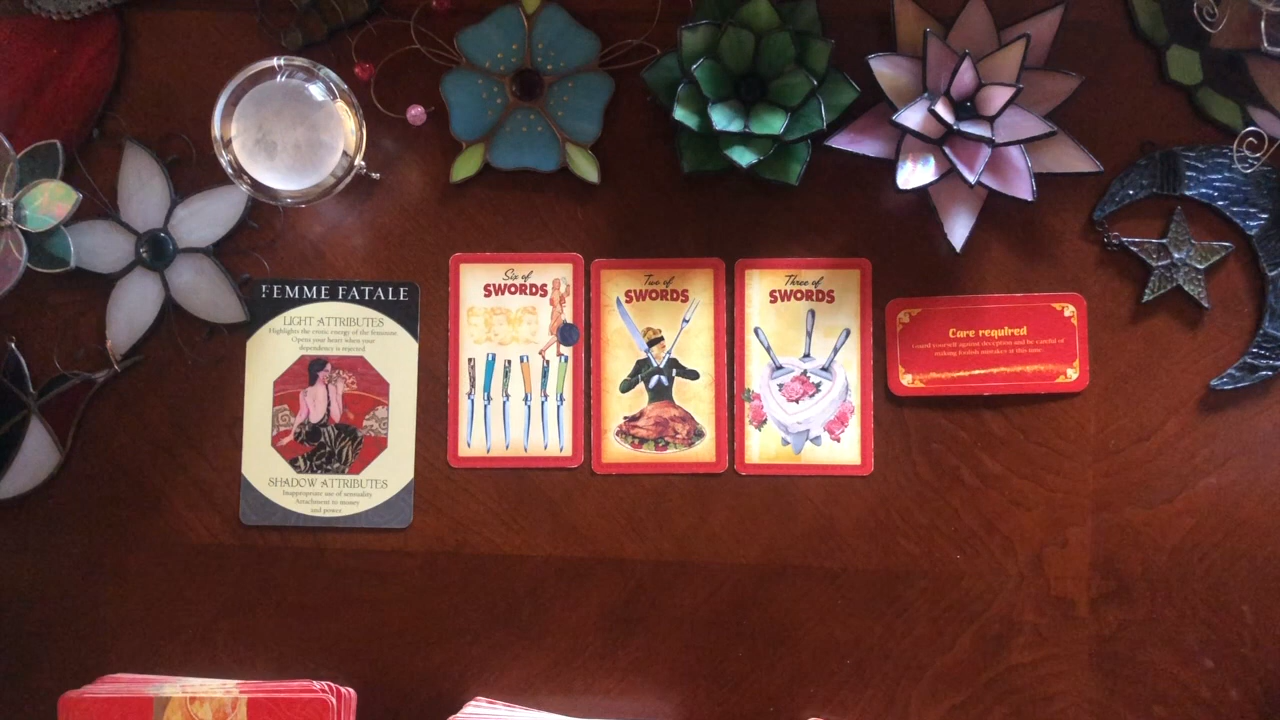 FEMME FATALE
LIGHT ATTRIBUTES
Highlights the erotic energy of the feminine
Opens your heart when your
dependency is rejected
SHADOW ATTRIBUTES
Inappropriate use of sensuality
Attachment to money
and power
Six of
SWORDS
Two of
SWORDS
Three of
SWORDS
Care required
Guard yourself against deception and be careful of
making foolish mistakes at this time.